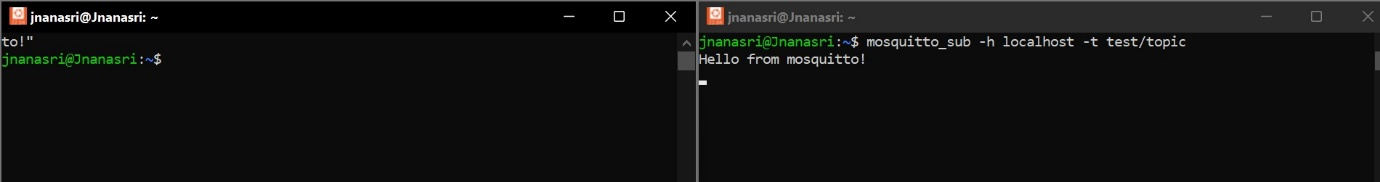 jnanasri@Jnanasri: ~
to!"
jnanasri@Jnanasri:~$
jnanasri@Jnanasri: ~
jnanasri@Jnanasri:~$ mosquitto_sub -h localhost -t test/topic
Hello from mosquitto!